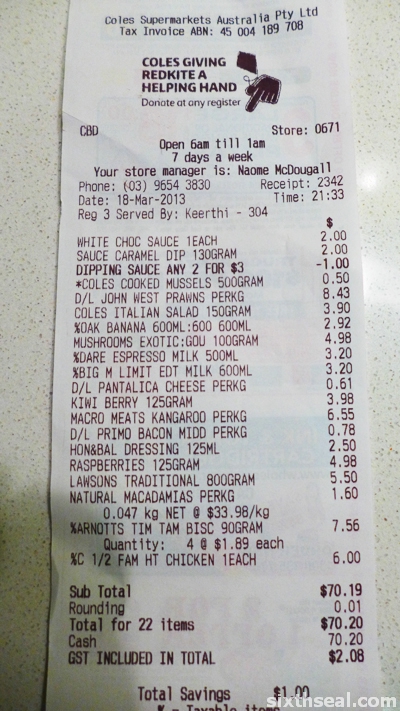 Coles Supermarkets Australia Pty Ltd
Tax Invoice ABN: 45 004 189 708
COLES GIVING
REDKITE A
HELPING HAND
Donate at any register
CBD Store: 0671
Open 6am till 1am
7 days a week
Your store manager is: Naome McDougall
Phone: (03) 9654 3830 Receipt: 2342
Date: 18-Mar-2013 Time: 21:33
Reg 3 Served By: Keerthi - 304
$
WHITE CHOC SAUCE 1EACH 2.00
SAUCE CARAMEL DIP 130GRAM 2.00
DIPPING SAUCE ANY 2 FOR $3 -1.00
*COLES COOKED MUSSELS 500GRAM 0.50
D/L JOHN WEST PRAWNS PERKG 8.43
COLES ITALIAN SALAD 150GRAM 3.90
%OAK BANANA 600ML:600 600ML 2.92
MUSHROOMS EXOTIC:GOU 100GRAM 4.98
%DARE ESPRESSO MILK 500ML 3.20
%BIG M LIMIT EDT MILK 600ML 3.20
D/L PANTALICA CHEESE PERKG 0.61
KIWI BERRY 125GRAM 3.98
MACRO MEATS KANGAROO PERKG 6.55
D/L PRIMO BACON MIDD PERKG 0.78
HON&BAL DRESSING 125ML 2.50
RASPBERRIES 125GRAM 4.98
LAWSONS TRADITIONAL 800GRAM 5.50
NATURAL MACADAMIAS PERKG 1.60
0.047 kg NET @ $33.98/kg
%ARNOTTS TIM TAM BISC 90GRAM 7.56
Quantity: 4 @ $1.89 each
%C 1/2 FAM HT CHICKEN 1EACH 6.00
Sub Total $70.19
Rounding 0.01
Total for 22 items $70.20
Cash 70.20
GST INCLUDED IN TOTAL $2.08
Total Savings $1.00
% = Taxable items
sixthseal.com